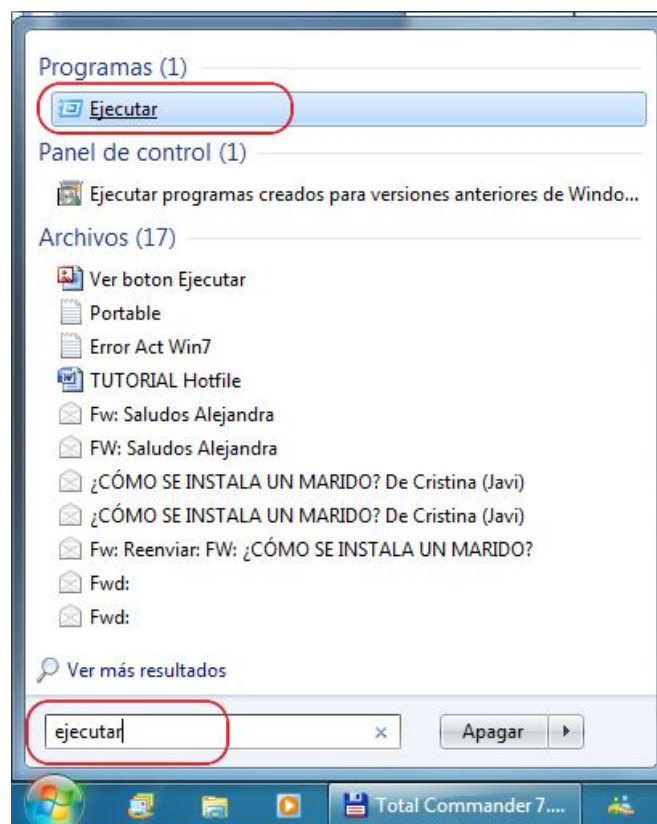 Programas (1)
Ejecutar
Panel de control (1)
Ejecutar programas creados para versiones anteriores de Windo...
Archivos (17)
Ver boton Ejecutar
Portable
Error Act Win7
TUTORIAL Hotfile
Fw: Saludos Alejandra
FW: Saludos Alejandra
¿CÓMO SE INSTALA UN MARIDO? De Cristina (Javi)
¿CÓMO SE INSTALA UN MARIDO? De Cristina (Javi)
Fw: Reenviar: FW: ¿CÓMO SE INSTALA UN MARIDO?
Fwd:
Fwd:
Ver más resultados
ejecutar Apagar
Total Commander 7....